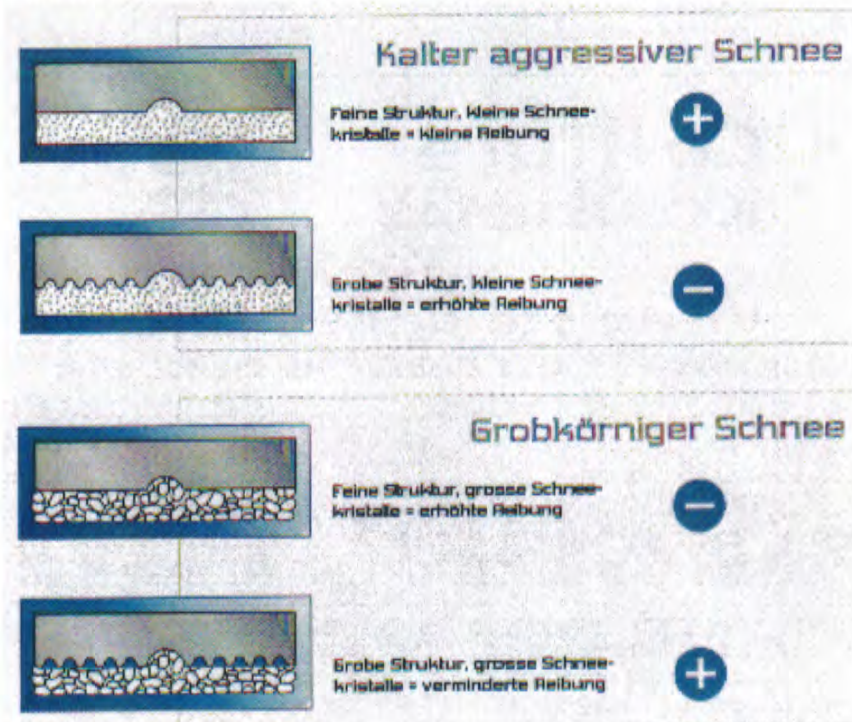 Kalter aggressiver Schnee
Feine Struktur, kleine Schnee-
kristalle = kleine Reibung
+
Grobe Struktur, kleine Schnee-
kristalle = erhöhte Reibung
−
Grobkörniger Schnee
Feine Struktur, grosse Schnee-
kristalle = erhöhte Reibung
−
Grobe Struktur, grosse Schnee-
kristalle = verminderte Reibung
+